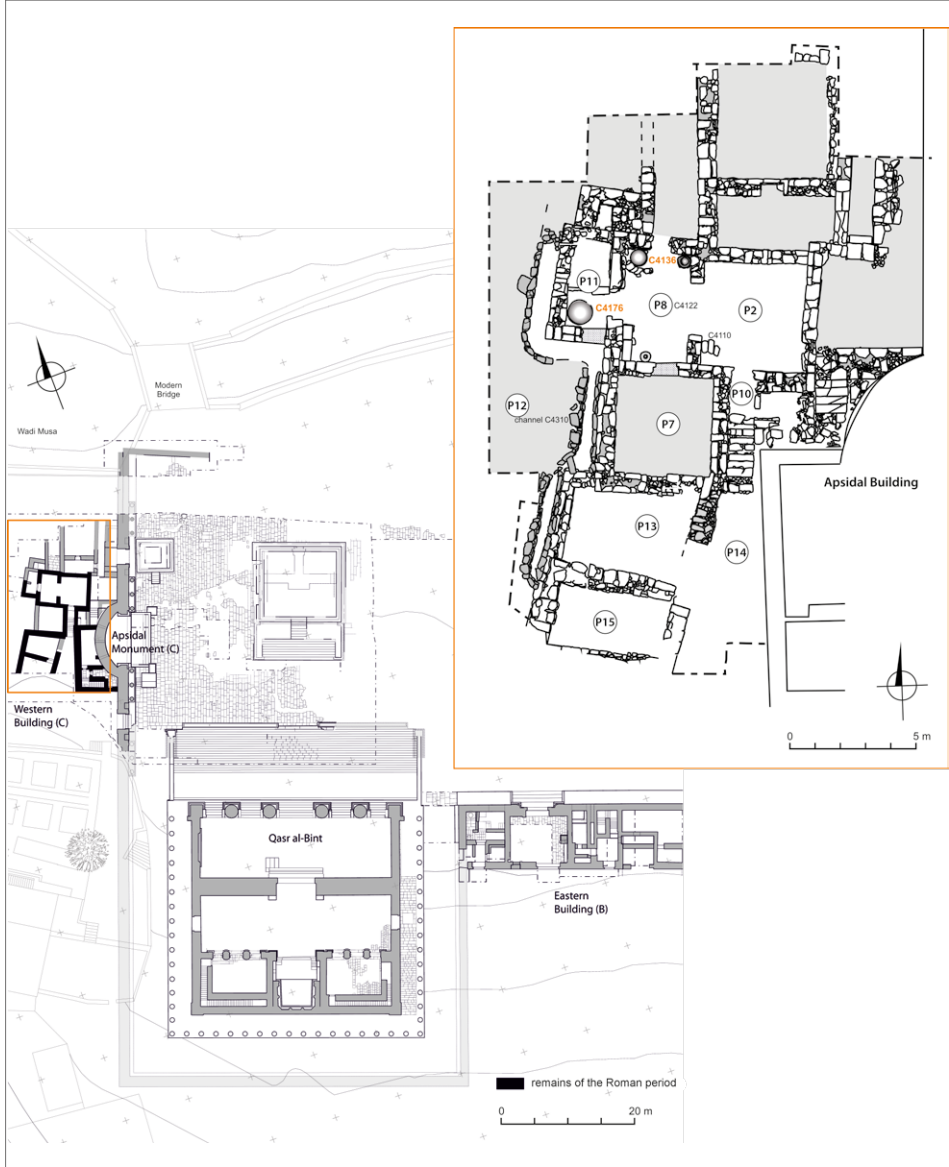 C4136
P11
C4176
P8 C4122
P2
C4110
P10
P12
channel C4310
P7
Apsidal Building
P13
P14
P15
0 5 m
Modern
Bridge
Wadi Musa
Apsidal
Monument (C)
Western
Building (C)
Qasr al-Bint
Eastern
Building (B)
remains of the Roman period
0 20 m